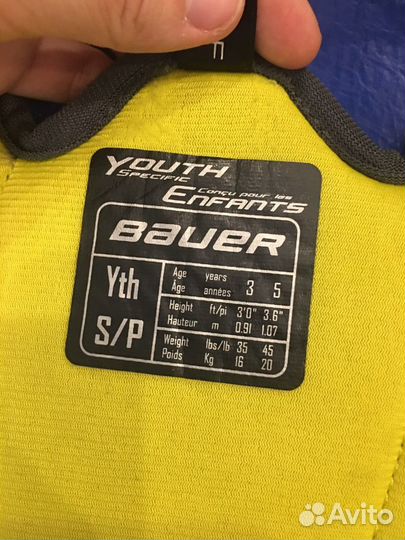 YOUTH
SPECIFIC Conçu pour les
ENFANTS
BAUER
Yth
S/P
Age years 3 5
Âge années
Height ft/pi 3'0" 3.6"
Hauteur m 0.91 1.07
Weight lbs/lb 35 45
Poids Kg 16 20
Avito